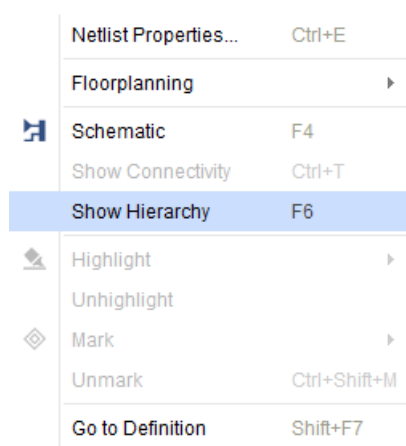 Netlist Properties... Ctrl+E
Floorplanning
Schematic F4
Show Connectivity Ctrl+T
Show Hierarchy F6
Highlight
Unhighlight
Mark
Unmark Ctrl+Shift+M
Go to Definition Shift+F7